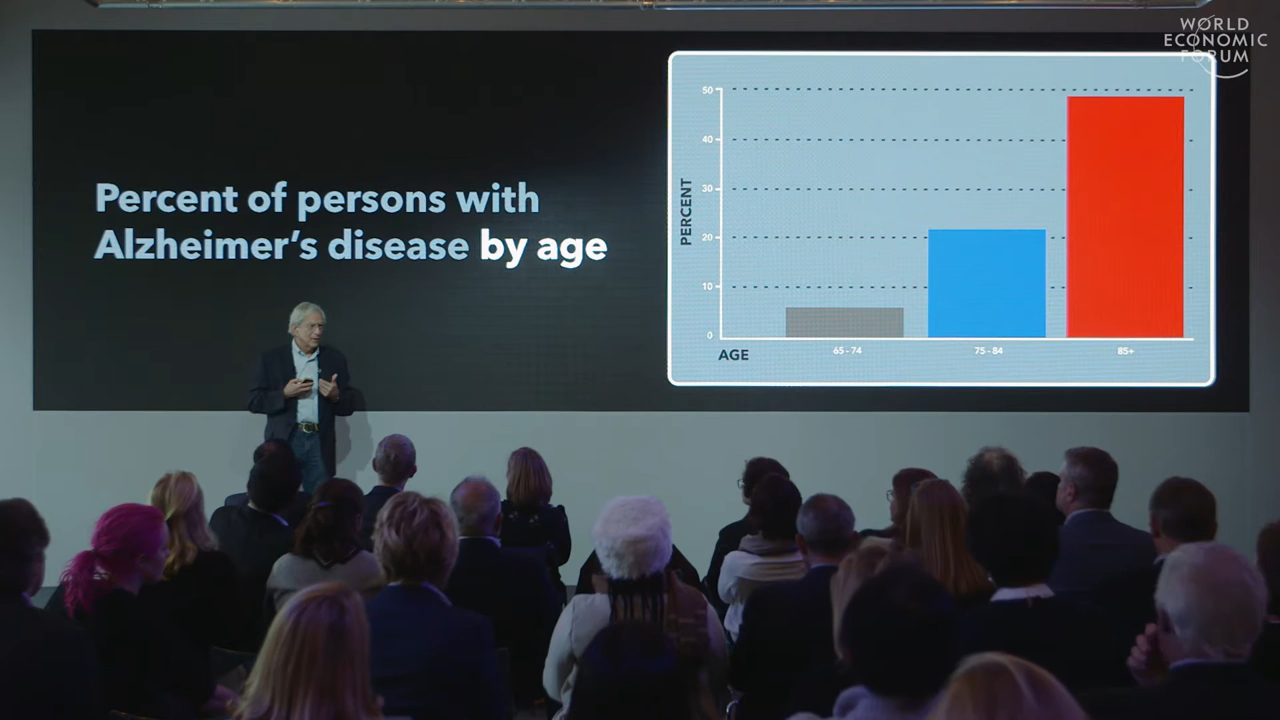 WORLD
ECONOMIC
FORUM
Percent of persons with
Alzheimer's disease by age
PERCENT
50
40
30
20
10
0
AGE
65 - 74
75 - 84
85+